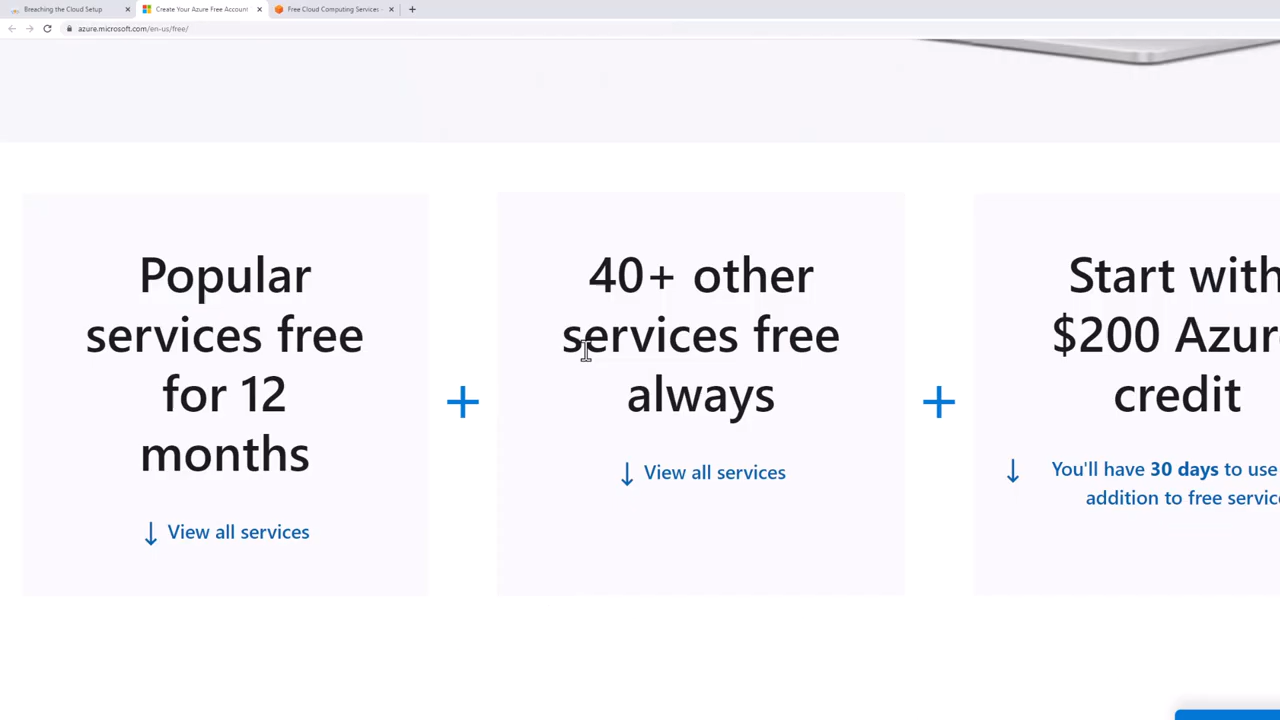 Breaching the Cloud Setup
Create Your Azure Free Account
Free Cloud Computing Services -
azure.microsoft.com/en-us/free/
Popular
services free
for 12
months
View all services
+
40+ other
services free
always
View all services
+
Start with
$200 Azur
credit
You'll have 30 days to use
addition to free servic